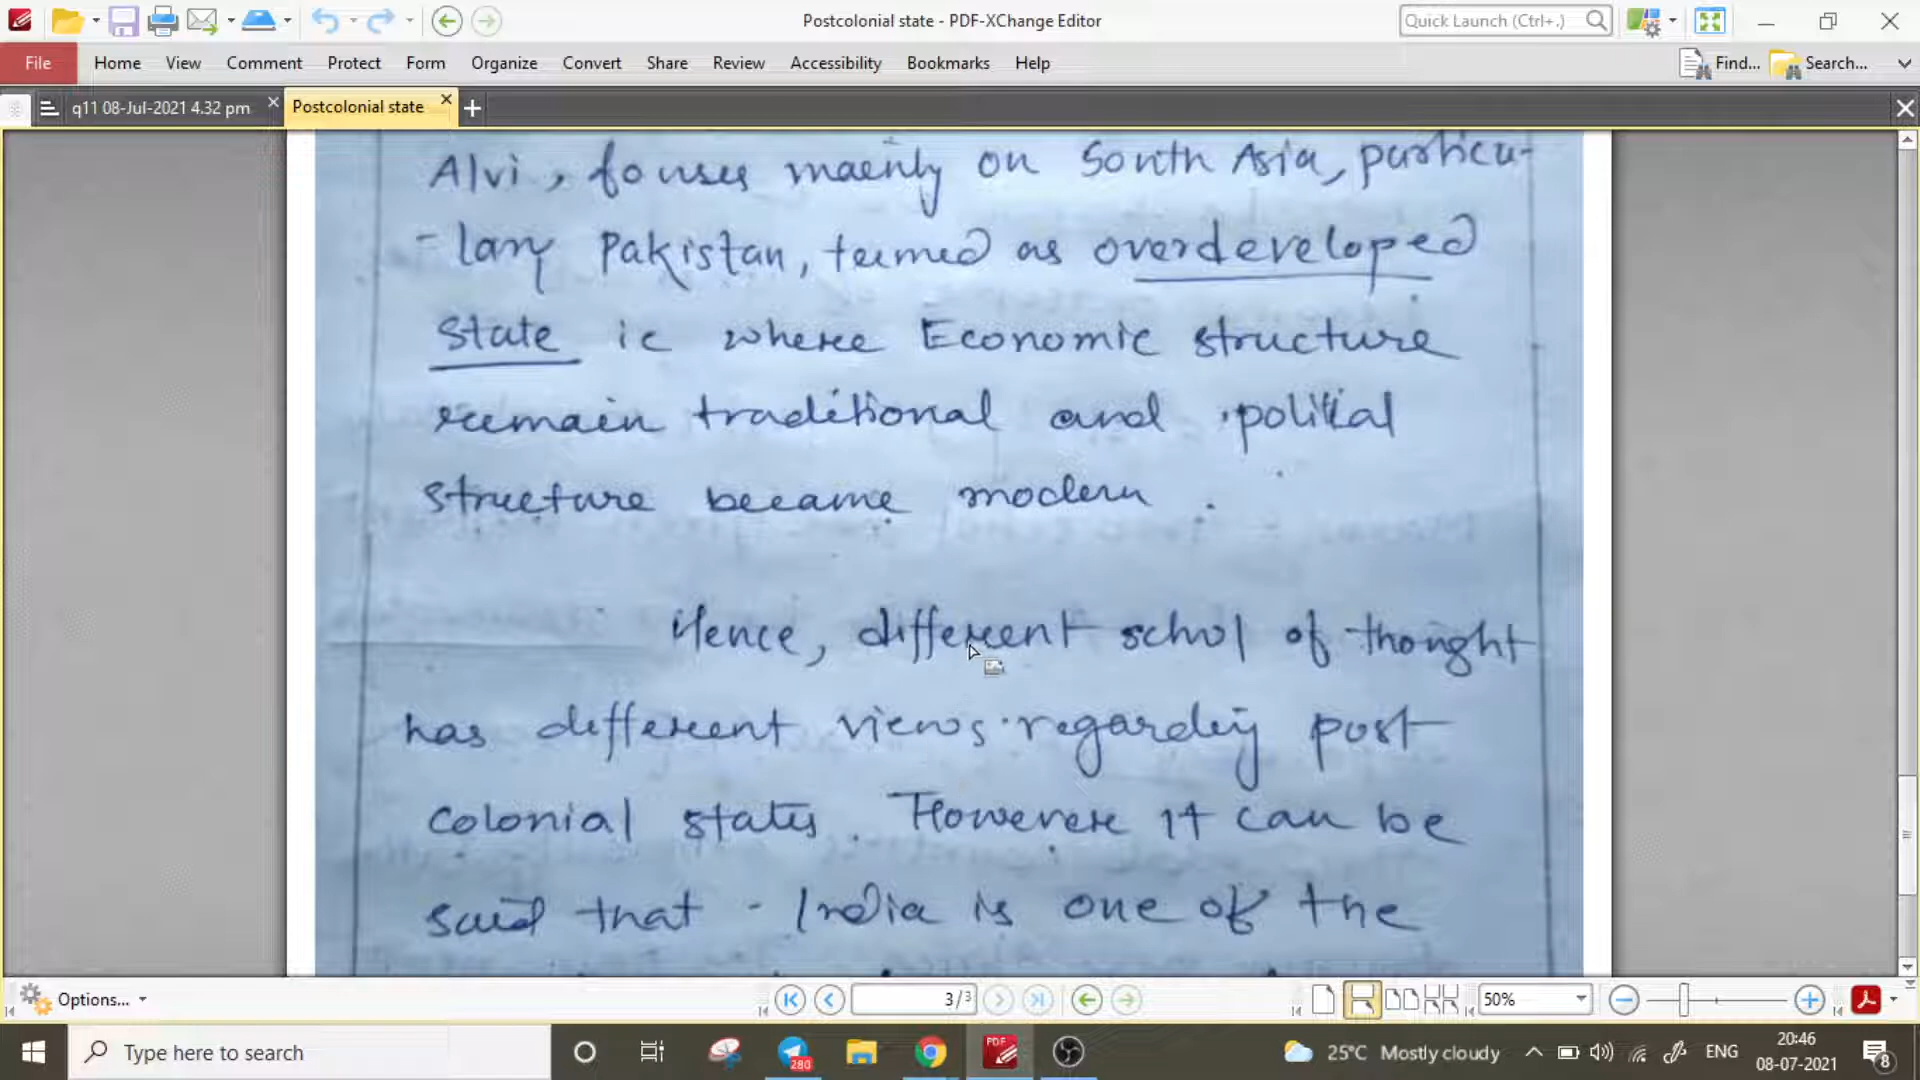 Postcolonial state - PDF-XChange Editor
Quick Launch (Ctrl+.)
File Home View Comment Protect Form Organize Convert Share Review Accessibility Bookmarks Help Find... Search...
q11 08-Jul-2021 4.32 pm Postcolonial state
Alvi, fouses mainly on South Asia, particu-
-lary Pakistan, termed as overdeveloped
state ie where Economic structure
remain traditional and political
structure became modern.
Hence, different schol of thought
has different views regarding post
colonial states. However it can be
said that - India is one of the
Options... 3/3 50%
Type here to search
280
PDF
25°C Mostly cloudy ENG 20:46
08-07-2021
8